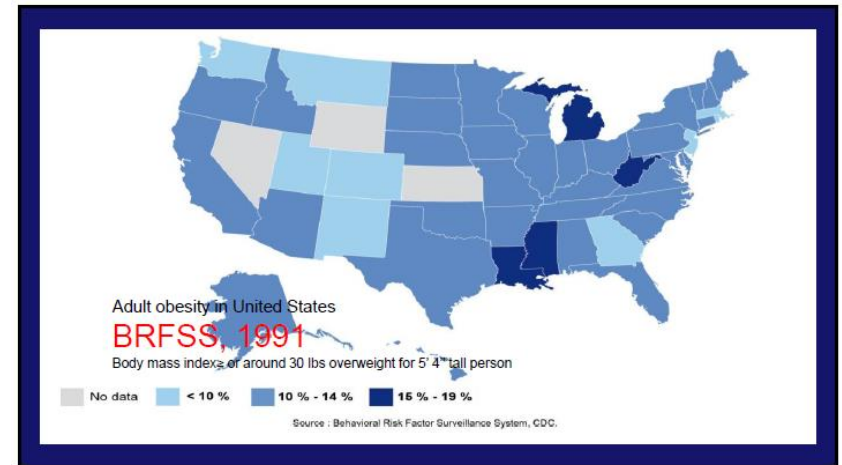 Adult obesity in United States
BRFSS, 1991
Body mass index≥ or around 30 lbs overweight for 5' 4" tall person
No data < 10 % 10 % - 14 % 15 % - 19 %
Source : Behavioral Risk Factor Surveillance System, CDC.